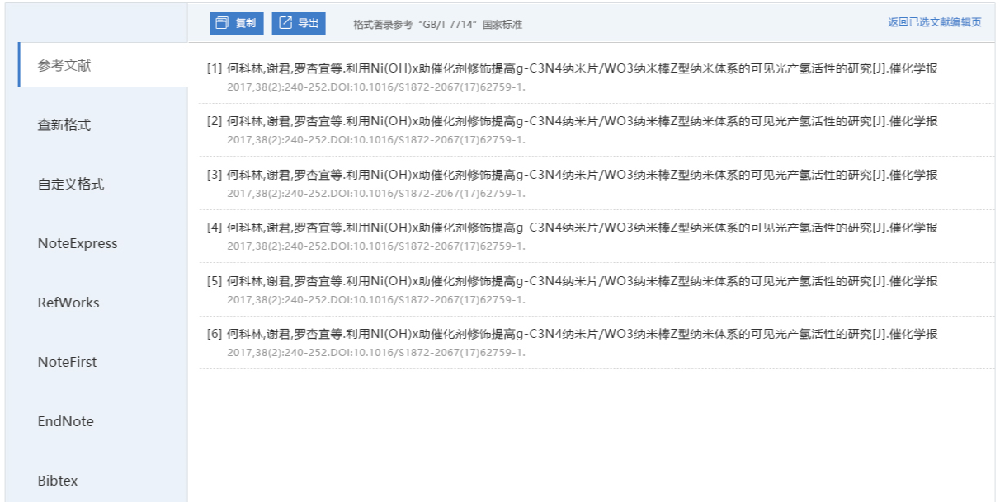 复制 导出 格式著录参考“GB/T 7714”国家标准 返回已选文献编辑页
参考文献
查新格式
自定义格式
NoteExpress
RefWorks
NoteFirst
EndNote
Bibtex
[1] 何科林,谢君,罗杏宜等.利用Ni(OH)x助催化剂修饰提高g-C3N4纳米片/WO3纳米棒Z型纳米体系的可见光产氢活性的研究[J].催化学报
2017,38(2):240-252.DOI:10.1016/S1872-2067(17)62759-1.
[2] 何科林,谢君,罗杏宜等.利用Ni(OH)x助催化剂修饰提高g-C3N4纳米片/WO3纳米棒Z型纳米体系的可见光产氢活性的研究[J].催化学报
2017,38(2):240-252.DOI:10.1016/S1872-2067(17)62759-1.
[3] 何科林,谢君,罗杏宜等.利用Ni(OH)x助催化剂修饰提高g-C3N4纳米片/WO3纳米棒Z型纳米体系的可见光产氢活性的研究[J].催化学报
2017,38(2):240-252.DOI:10.1016/S1872-2067(17)62759-1.
[4] 何科林,谢君,罗杏宜等.利用Ni(OH)x助催化剂修饰提高g-C3N4纳米片/WO3纳米棒Z型纳米体系的可见光产氢活性的研究[J].催化学报
2017,38(2):240-252.DOI:10.1016/S1872-2067(17)62759-1.
[5] 何科林,谢君,罗杏宜等.利用Ni(OH)x助催化剂修饰提高g-C3N4纳米片/WO3纳米棒Z型纳米体系的可见光产氢活性的研究[J].催化学报
2017,38(2):240-252.DOI:10.1016/S1872-2067(17)62759-1.
[6] 何科林,谢君,罗杏宜等.利用Ni(OH)x助催化剂修饰提高g-C3N4纳米片/WO3纳米棒Z型纳米体系的可见光产氢活性的研究[J].催化学报
2017,38(2):240-252.DOI:10.1016/S1872-2067(17)62759-1.